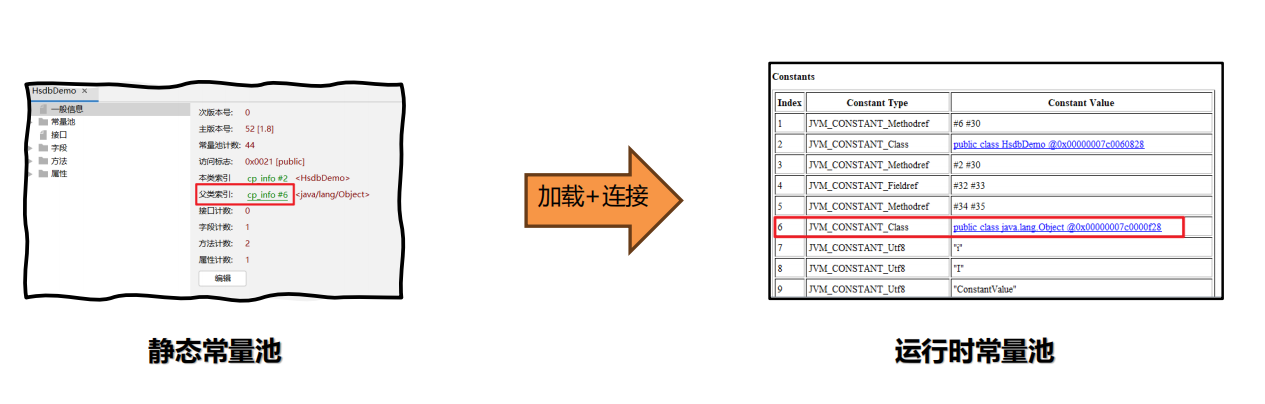 HsdbDemo ×
一般信息
常量池
接口
字段
方法
属性
次版本号: 0
主版本号: 52 [1.8]
常量池计数: 44
访问标志: 0x0021 [public]
本类索引 cp_info #2 <HsdbDemo>
父类索引: cp_info #6 <java/lang/Object>
接口计数: 0
字段计数: 1
方法计数: 2
属性计数: 1
编辑
静态常量池
加载+连接
Constants
Index Constant Type Constant Value
1 JVM_CONSTANT_Methodref #6 #30
2 JVM_CONSTANT_Class public class HsdbDemo @0x00000007c0060828
3 JVM_CONSTANT_Methodref #2 #30
4 JVM_CONSTANT_Fieldref #32 #33
5 JVM_CONSTANT_Methodref #34 #35
6 JVM_CONSTANT_Class public class java.lang.Object @0x00000007c0000f28
7 JVM_CONSTANT_Utf8 "i"
8 JVM_CONSTANT_Utf8 "I"
9 JVM_CONSTANT_Utf8 "ConstantValue"
运行时常量池